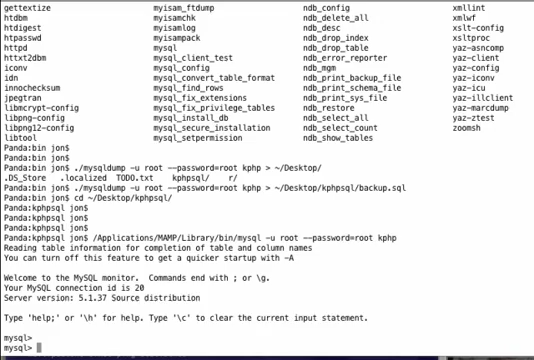 gettextize myisam_ftdump ndb_config xmllint
htdbm myisamchk ndb_delete_all xmlwf
htdigest myisamlog ndb_desc xslt-config
htpasswd myisampack ndb_drop_index xsltproc
httpd mysql ndb_drop_table yaz-asncomp
httxt2dbm mysql_client_test ndb_error_reporter yaz-client
iconv mysql_config ndb_mgm yaz-config
idn mysql_convert_table_format ndb_print_backup_file yaz-iconv
innochecksum mysql_find_rows ndb_print_schema_file yaz-icu
jpegtran mysql_fix_extensions ndb_print_sys_file yaz-illclient
libmcrypt-config mysql_fix_privilege_tables ndb_restore yaz-marcdump
libpng-config mysql_install_db ndb_select_all yaz-ztest
libpng12-config mysql_secure_installation ndb_select_count zoomsh
libtool mysql_setpermission ndb_show_tables
Panda:bin jon$
Panda:bin jon$
Panda:bin jon$ ./mysqldump -u root --password=root kphp > ~/Desktop/
.DS_Store .localized TODO.txt kphpsql/ r/
Panda:bin jon$ ./mysqldump -u root --password=root kphp > ~/Desktop/kphpsql/backup.sql
Panda:bin jon$ cd ~/Desktop/kphpsql/
Panda:kphpsql jon$
Panda:kphpsql jon$
Panda:kphpsql jon$
Panda:kphpsql jon$ /Applications/MAMP/Library/bin/mysql -u root --password=root kphp
Reading table information for completion of table and column names
You can turn off this feature to get a quicker startup with -A
Welcome to the MySQL monitor. Commands end with ; or \g.
Your MySQL connection id is 20
Server version: 5.1.37 Source distribution
Type 'help;' or '\h' for help. Type '\c' to clear the current input statement.
mysql>
mysql>